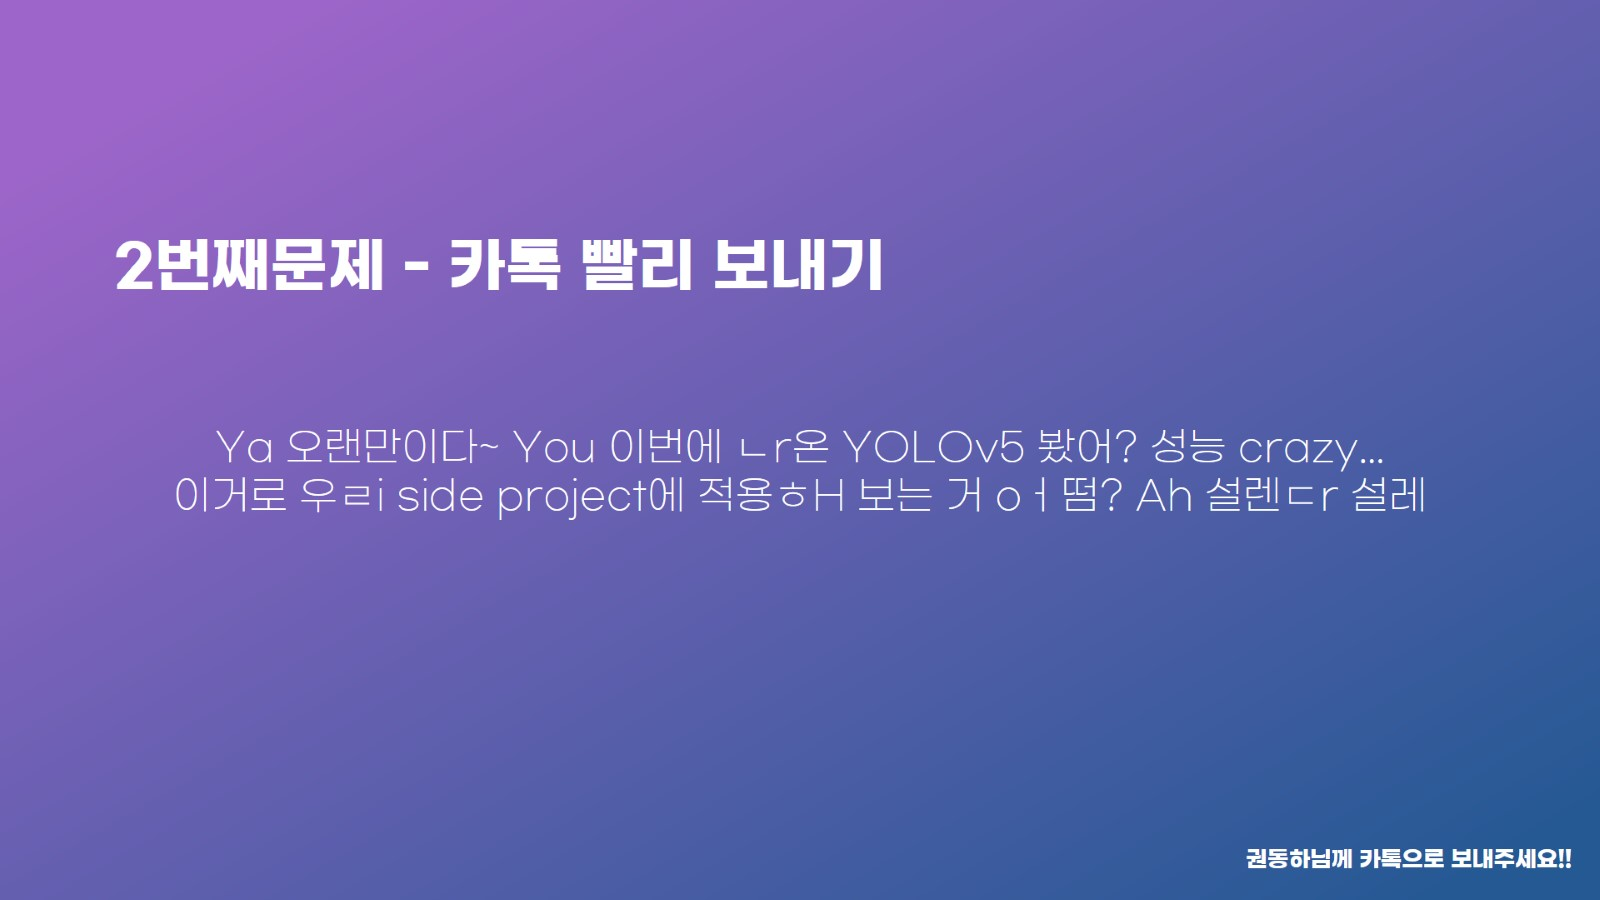 2번째문제 - 카톡 빨리 보내기
Ya 오랜만이다~ You 이번에 ㄴr온 YOLOv5 봤어? 성능 crazy...
이거로 우ㄹi side project에 적용ㅎH 보는 거 oㅓ떰? Ah 설렌ㄷr 설레
권동하님께 카톡으로 보내주세요!!